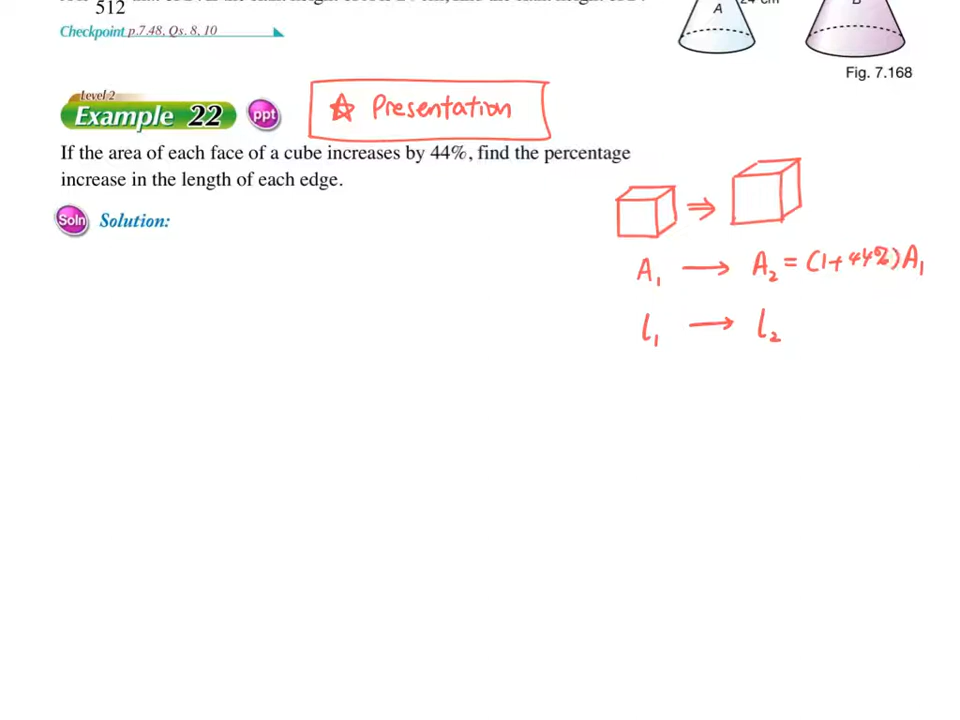 512
A
24 cm
B
Checkpoint p.7.48, Qs. 8, 10
Fig. 7.168
Level 2
Example 22 ppt
☆ Presentation
If the area of each face of a cube increases by 44%, find the percentage
increase in the length of each edge.
Soln Solution:
⇒
A₁ → A₂ = (1+44%)A₁
l₁ → l₂